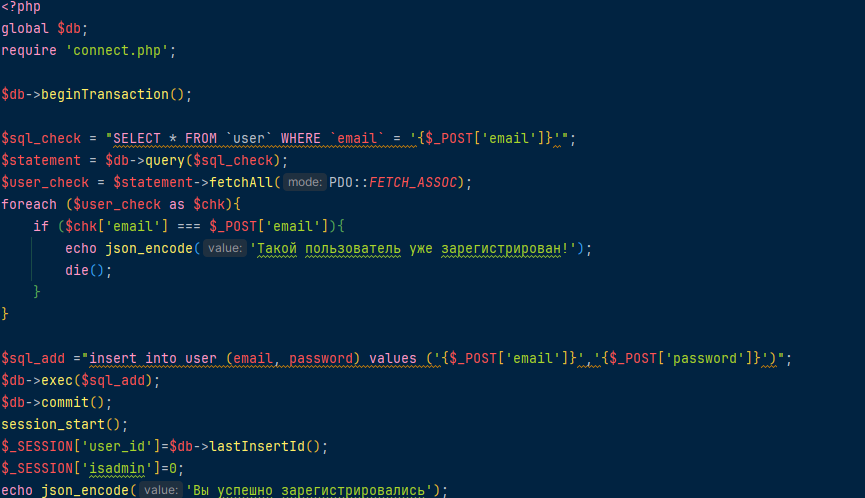 <?php
global $db;
require 'connect.php';
$db->beginTransaction();
$sql_check = "SELECT * FROM `user` WHERE `email` = '{$_POST['email']}'";
$statement = $db->query($sql_check);
$user_check = $statement->fetchAll( mode: PDO::FETCH_ASSOC);
foreach ($user_check as $chk){
    if ($chk['email'] === $_POST['email']){
        echo json_encode( value: 'Такой пользователь уже зарегистрирован!');
        die();
    }
}
$sql_add ="insert into user (email, password) values ('{$_POST['email']}','{$_POST['password']}')";
$db->exec($sql_add);
$db->commit();
session_start();
$_SESSION['user_id']=$db->lastInsertId();
$_SESSION['isadmin']=0;
echo json_encode( value: 'Вы успешно зарегистрировались');